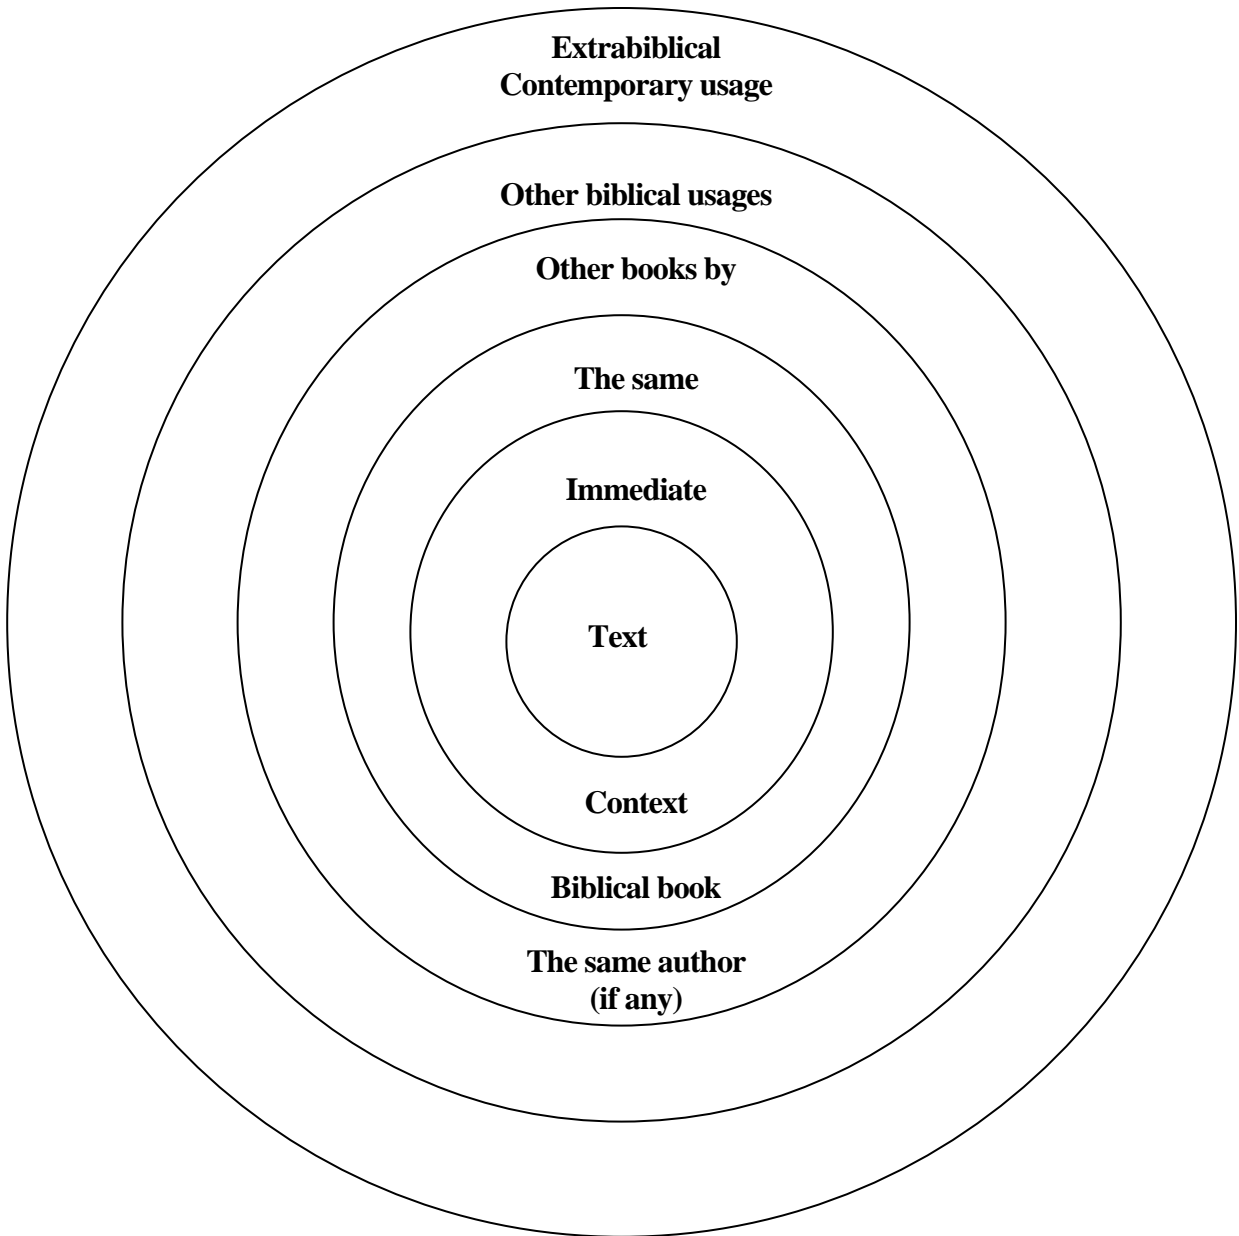 Extrabiblical
Contemporary usage
Other biblical usages
Other books by
The same
Immediate
Text
Context
Biblical book
The same author
(if any)